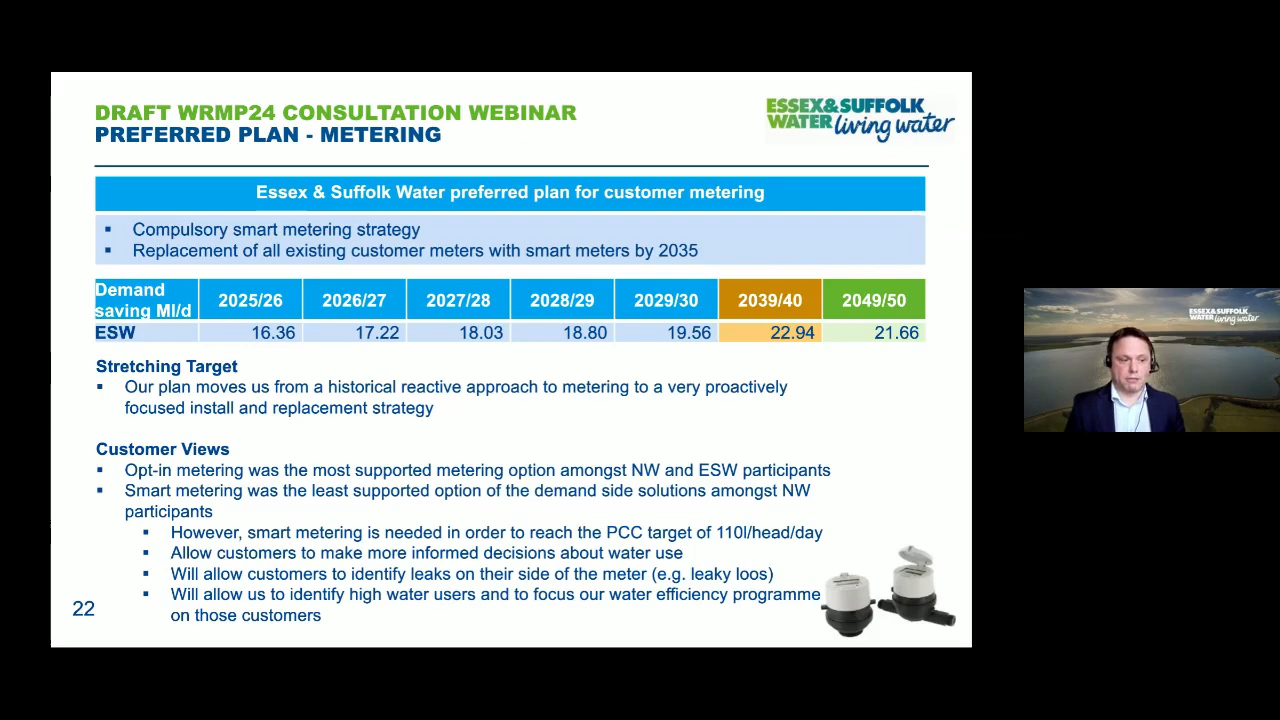 DRAFT WRMP24 CONSULTATION WEBINAR
PREFERRED PLAN - METERING
ESSEX&SUFFOLK
WATER living water
Essex & Suffolk Water preferred plan for customer metering
▪ Compulsory smart metering strategy
▪ Replacement of all existing customer meters with smart meters by 2035
Demand
saving Ml/d 2025/26 2026/27 2027/28 2028/29 2029/30 2039/40 2049/50
ESW 16.36 17.22 18.03 18.80 19.56 22.94 21.66
Stretching Target
▪ Our plan moves us from a historical reactive approach to metering to a very proactively
focused install and replacement strategy
Customer Views
▪ Opt-in metering was the most supported metering option amongst NW and ESW participants
▪ Smart metering was the least supported option of the demand side solutions amongst NW
participants
▪ However, smart metering is needed in order to reach the PCC target of 110l/head/day
▪ Allow customers to make more informed decisions about water use
▪ Will allow customers to identify leaks on their side of the meter (e.g. leaky loos)
▪ Will allow us to identify high water users and to focus our water efficiency programme
on those customers
22
ESSEX&SUFFOLK
WATER living water